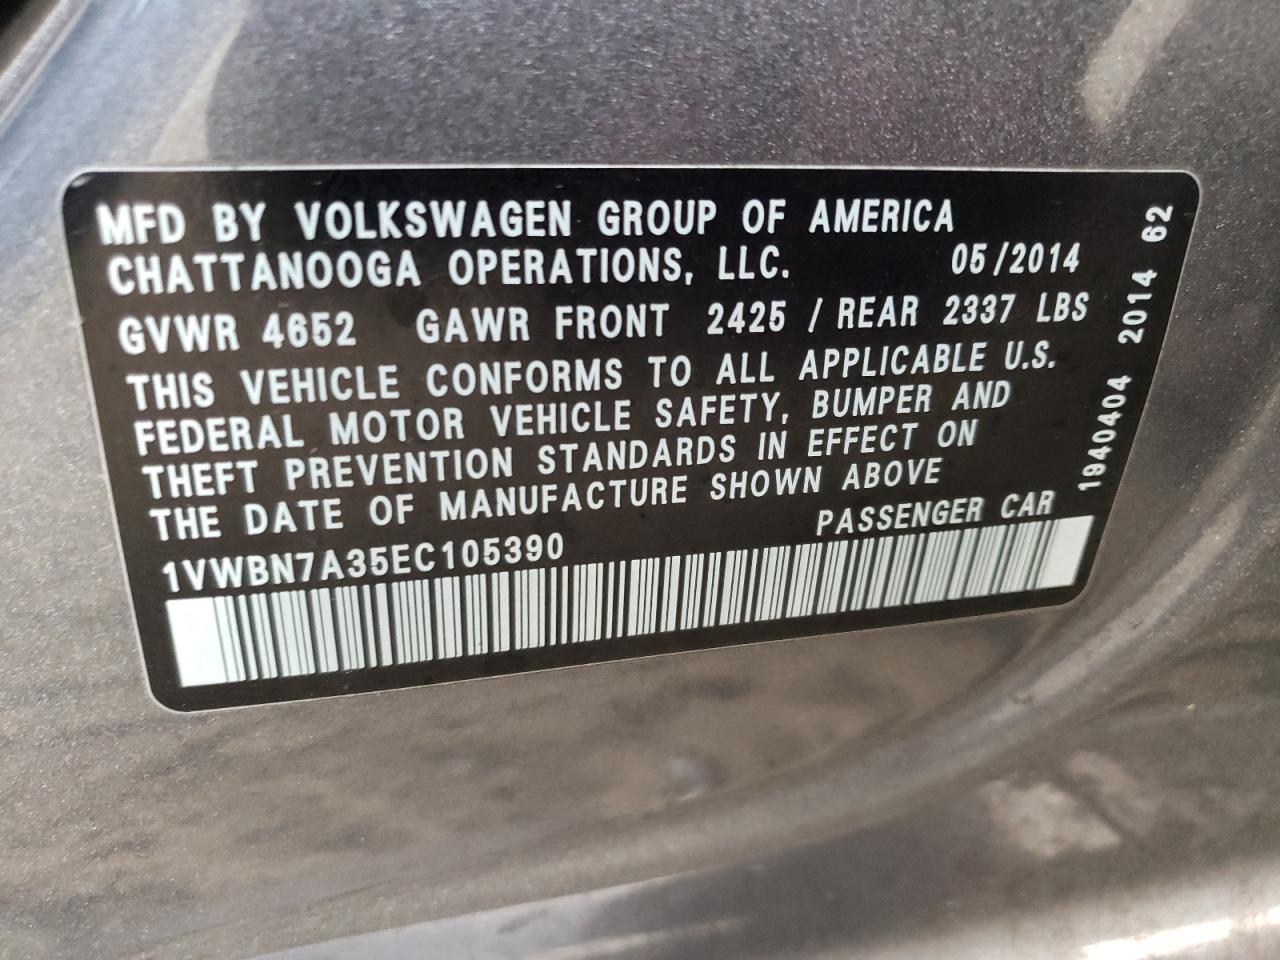 MFD BY VOLKSWAGEN GROUP OF AMERICA
CHATTANOOGA OPERATIONS, LLC. 05/2014
GVWR 4652 GAWR FRONT 2425 / REAR 2337 LBS
THIS VEHICLE CONFORMS TO ALL APPLICABLE U.S.
FEDERAL MOTOR VEHICLE SAFETY, BUMPER AND
THEFT PREVENTION STANDARDS IN EFFECT ON
THE DATE OF MANUFACTURE SHOWN ABOVE
1VWBN7A35EC105390 PASSENGER CAR
1940404 2014 62